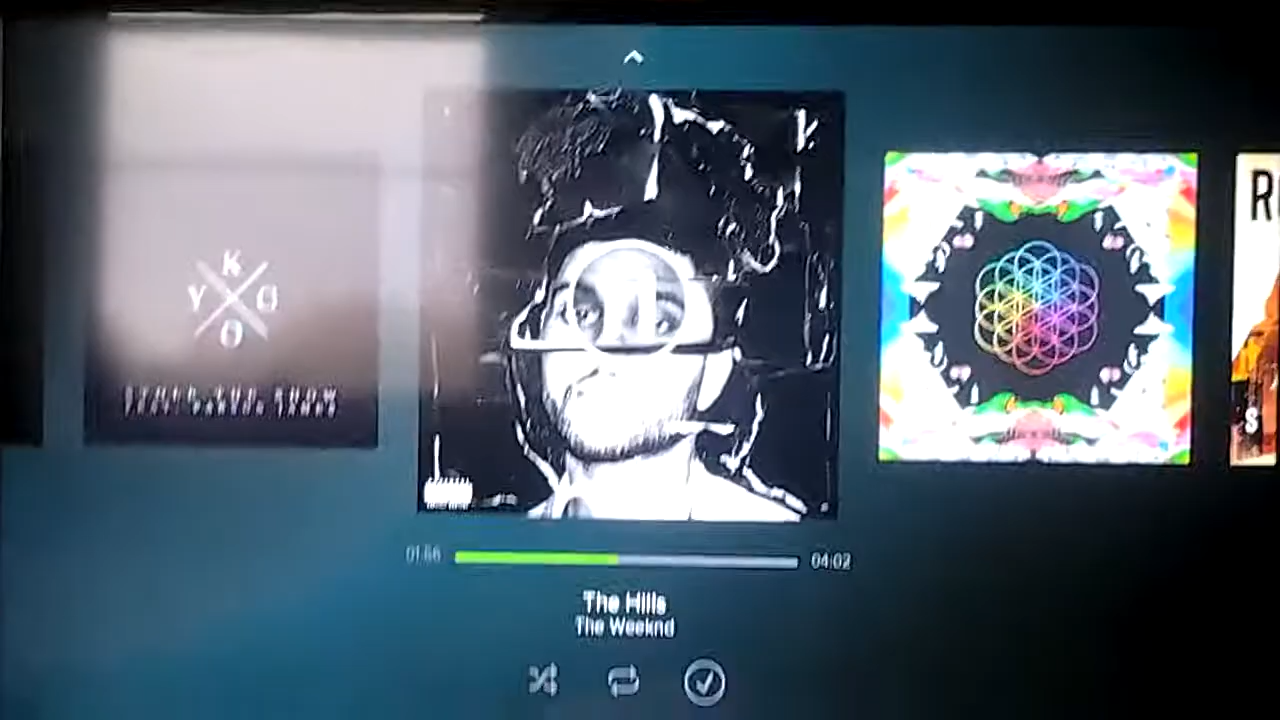 K
Y O
O
R
01:56
04:02
The Hills
The Weeknd
S